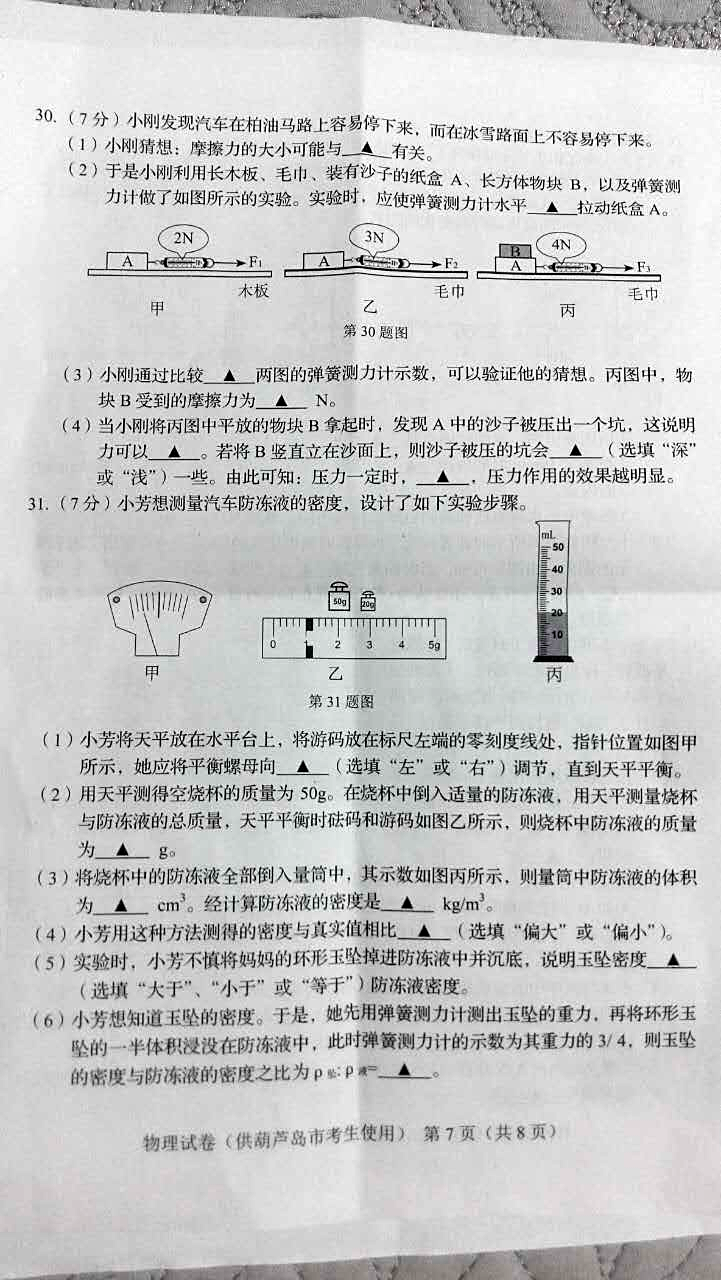 30.（7分）小刚发现汽车在柏油马路上容易停下来，而在冰雪路面上不容易停下来。
（1）小刚猜想：摩擦力的大小可能与 ▲ 有关。
（2）于是小刚利用长木板、毛巾、装有沙子的纸盒 A、长方体物块 B，以及弹簧测
力计做了如图所示的实验。实验时，应使弹簧测力计水平 ▲ 拉动纸盒 A。
2N 3N 4N
A F₁ A F₂ B A F₃
木板 毛巾 毛巾
甲 乙 丙
第 30 题图
（3）小刚通过比较 ▲ 两图的弹簧测力计示数，可以验证他的猜想。丙图中，物
块 B 受到的摩擦力为 ▲ N。
（4）当小刚将丙图中平放的物块 B 拿起时，发现 A 中的沙子被压出一个坑，这说明
力可以 ▲ 。若将 B 竖直立在沙面上，则沙子被压的坑会 ▲ （选填“深”
或“浅”）一些。由此可知：压力一定时， ▲ ，压力作用的效果越明显。
31.（7分）小芳想测量汽车防冻液的密度，设计了如下实验步骤。
mL
50
40
30
20
10
50g 20g
0 1 2 3 4 5g
甲 乙 丙
第 31 题图
（1）小芳将天平放在水平台上，将游码放在标尺左端的零刻度线处，指针位置如图甲
所示，她应将平衡螺母向 ▲ （选填“左”或“右”）调节，直到天平平衡。
（2）用天平测得空烧杯的质量为 50g。在烧杯中倒入适量的防冻液，用天平测量烧杯
与防冻液的总质量，天平平衡时砝码和游码如图乙所示，则烧杯中防冻液的质量
为 ▲ g。
（3）将烧杯中的防冻液全部倒入量筒中，其示数如图丙所示，则量筒中防冻液的体积
为 ▲ cm³。经计算防冻液的密度是 ▲ kg/m³。
（4）小芳用这种方法测得的密度与真实值相比 ▲ （选填“偏大”或“偏小”）。
（5）实验时，小芳不慎将妈妈的环形玉坠掉进防冻液中并沉底，说明玉坠密度 ▲
（选填“大于”、“小于”或“等于”）防冻液密度。
（6）小芳想知道玉坠的密度。于是，她先用弹簧测力计测出玉坠的重力，再将环形玉
坠的一半体积浸没在防冻液中，此时弹簧测力计的示数为其重力的 3/ 4，则玉坠
的密度与防冻液的密度之比为 ρ坠：ρ液= ▲ 。
物理试卷（供葫芦岛市考生使用） 第 7 页（共 8 页）